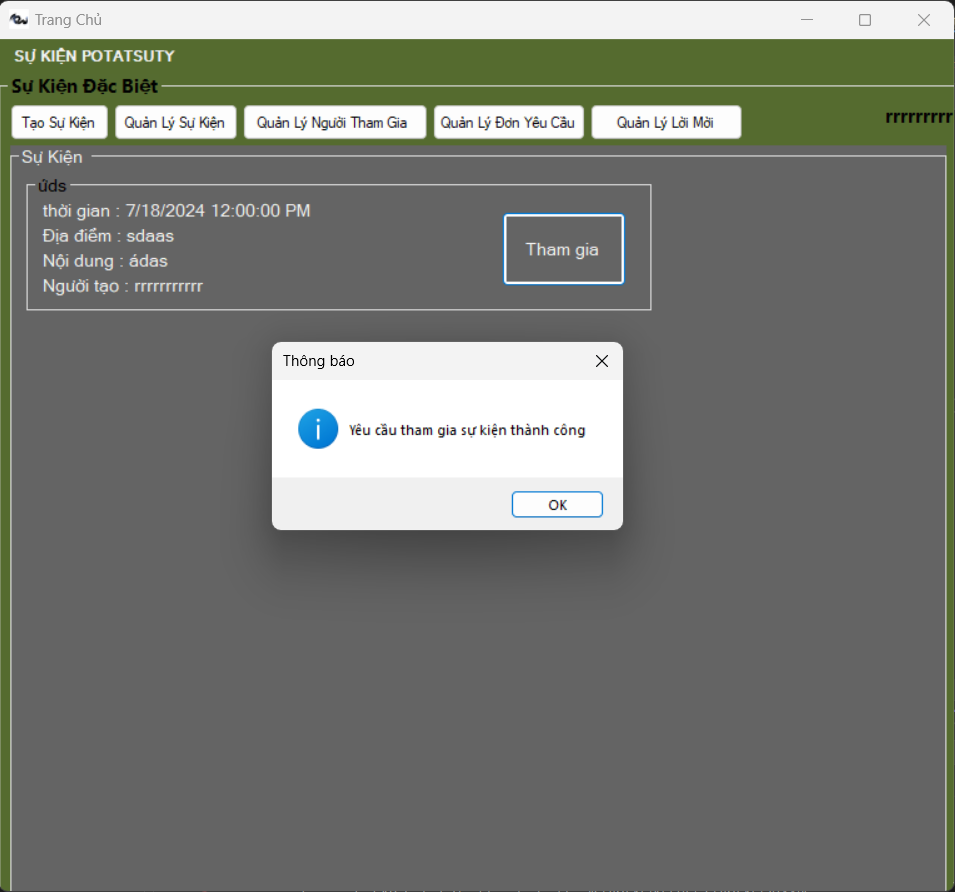 Trang Chủ
SỰ KIỆN POTATSUTY
Sự Kiện Đặc Biệt
Tạo Sự Kiện Quản Lý Sự Kiện Quản Lý Người Tham Gia Quản Lý Đơn Yêu Cầu Quản Lý Lời Mời rrrrrrrrr
Sự Kiện
ứds
thời gian : 7/18/2024 12:00:00 PM
Địa điểm : sdaas
Nội dung : ádas
Người tạo : rrrrrrrrrrr
Tham gia
Thông báo
Yêu cầu tham gia sự kiện thành công
OK